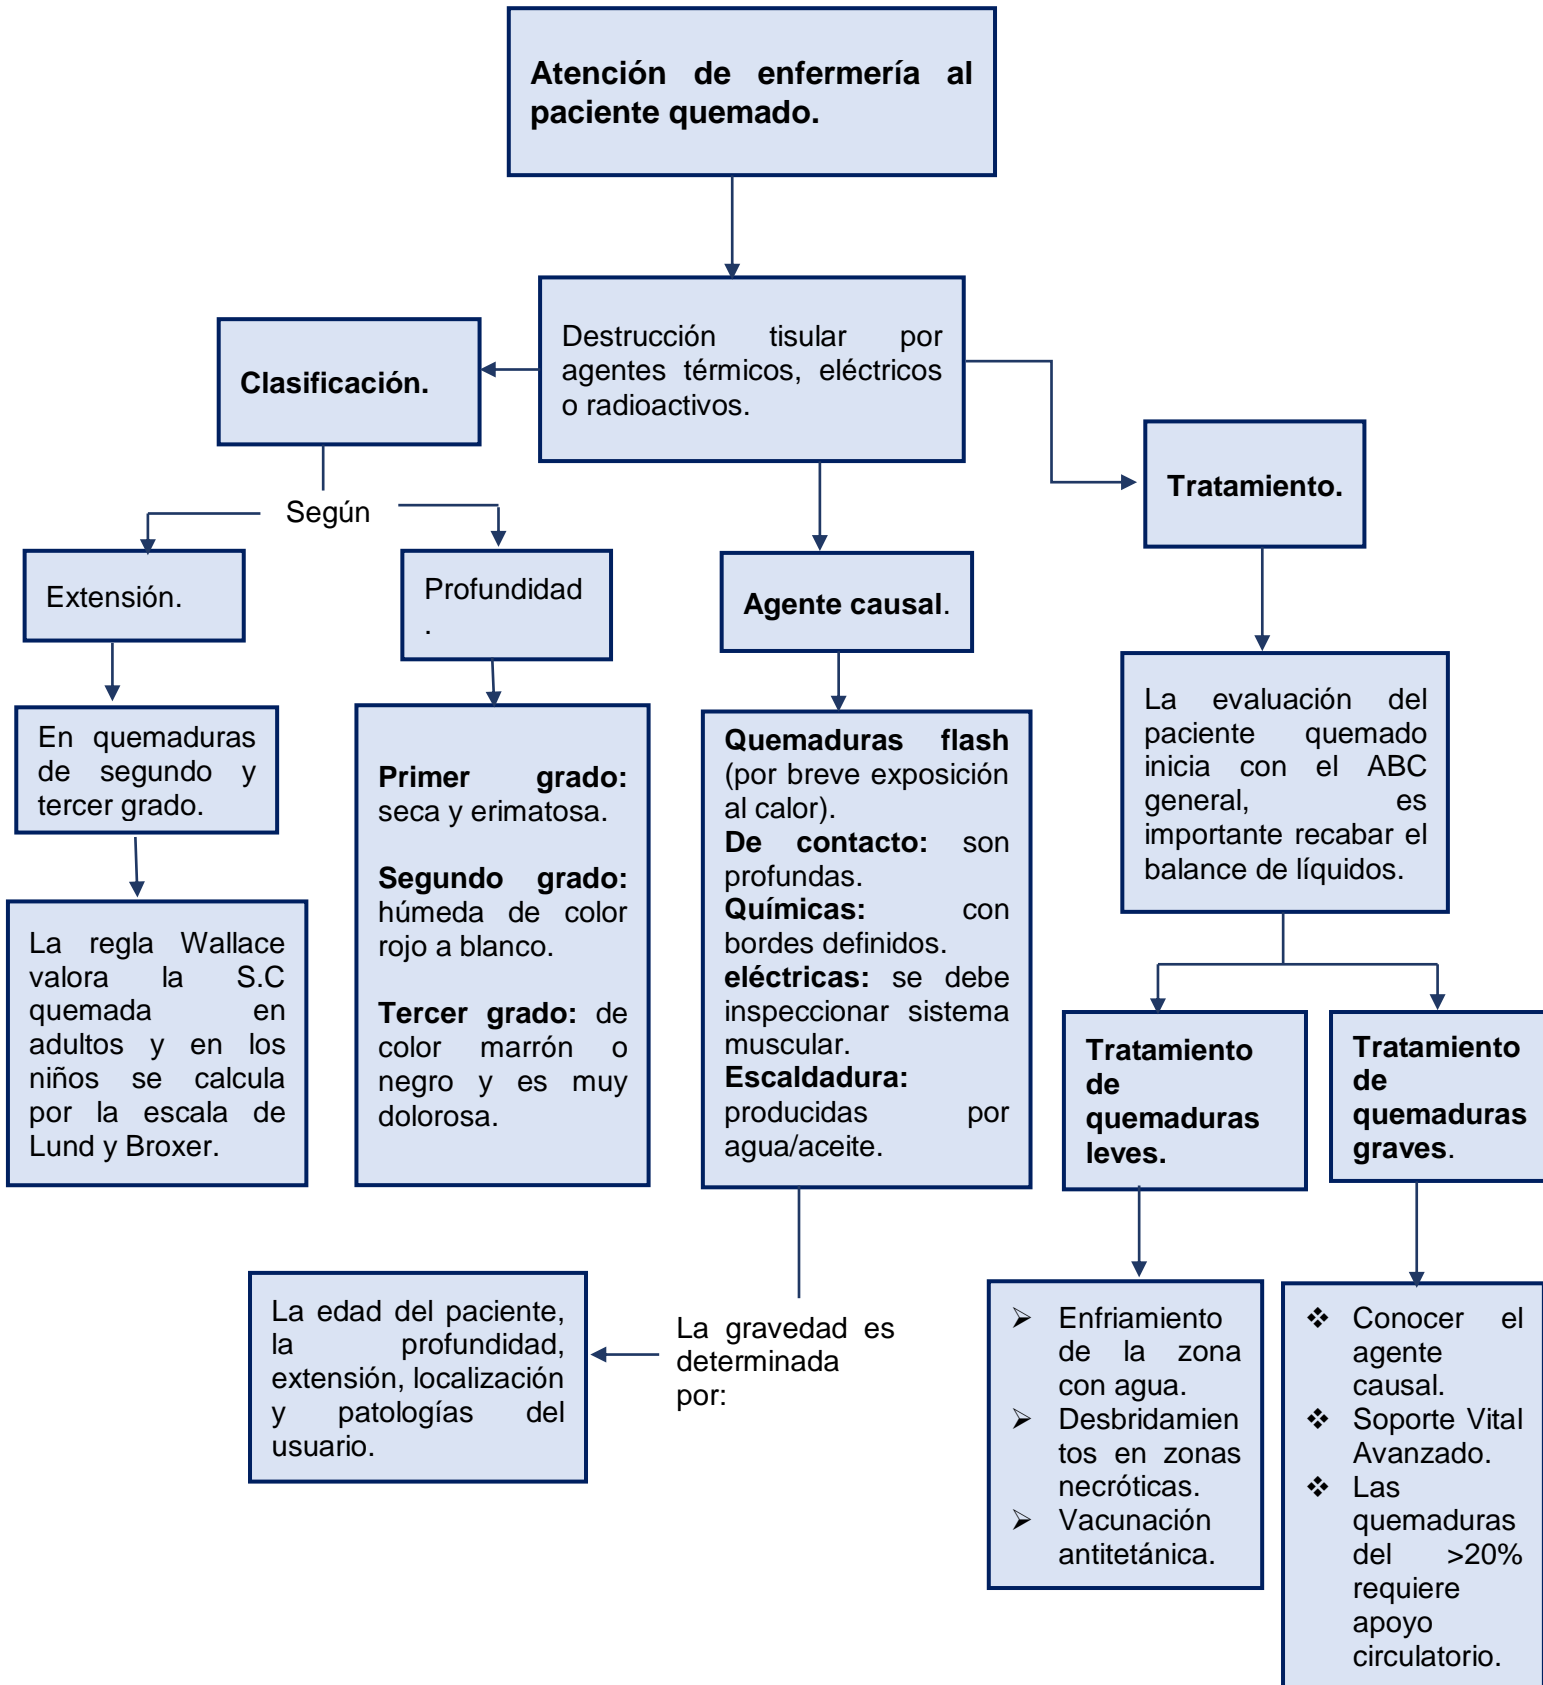 Atención de enfermería al
paciente quemado.
Destrucción tisular por
agentes térmicos, eléctricos
o radioactivos.
Clasificación.
Según
Extensión.
En quemaduras
de segundo y
tercer grado.
La regla Wallace
valora la S.C
quemada en
adultos y en los
niños se calcula
por la escala de
Lund y Broxer.
Profundidad
.
Primer grado:
seca y erimatosa.
Segundo grado:
húmeda de color
rojo a blanco.
Tercer grado: de
color marrón o
negro y es muy
dolorosa.
Agente causal.
Quemaduras flash
(por breve exposición
al calor).
De contacto: son
profundas.
Químicas: con
bordes definidos.
eléctricas: se debe
inspeccionar sistema
muscular.
Escaldadura:
producidas por
agua/aceite.
La gravedad es
determinada
por:
La edad del paciente,
la profundidad,
extensión, localización
y patologías del
usuario.
Tratamiento.
La evaluación del
paciente quemado
inicia con el ABC
general, es
importante recabar el
balance de líquidos.
Tratamiento
de
quemaduras
leves.
➢ Enfriamiento
de la zona
con agua.
➢ Desbridamien
tos en zonas
necróticas.
➢ Vacunación
antitetánica.
Tratamiento
de
quemaduras
graves.
❖ Conocer el
agente
causal.
❖ Soporte Vital
Avanzado.
❖ Las
quemaduras
del >20%
requiere
apoyo
circulatorio.